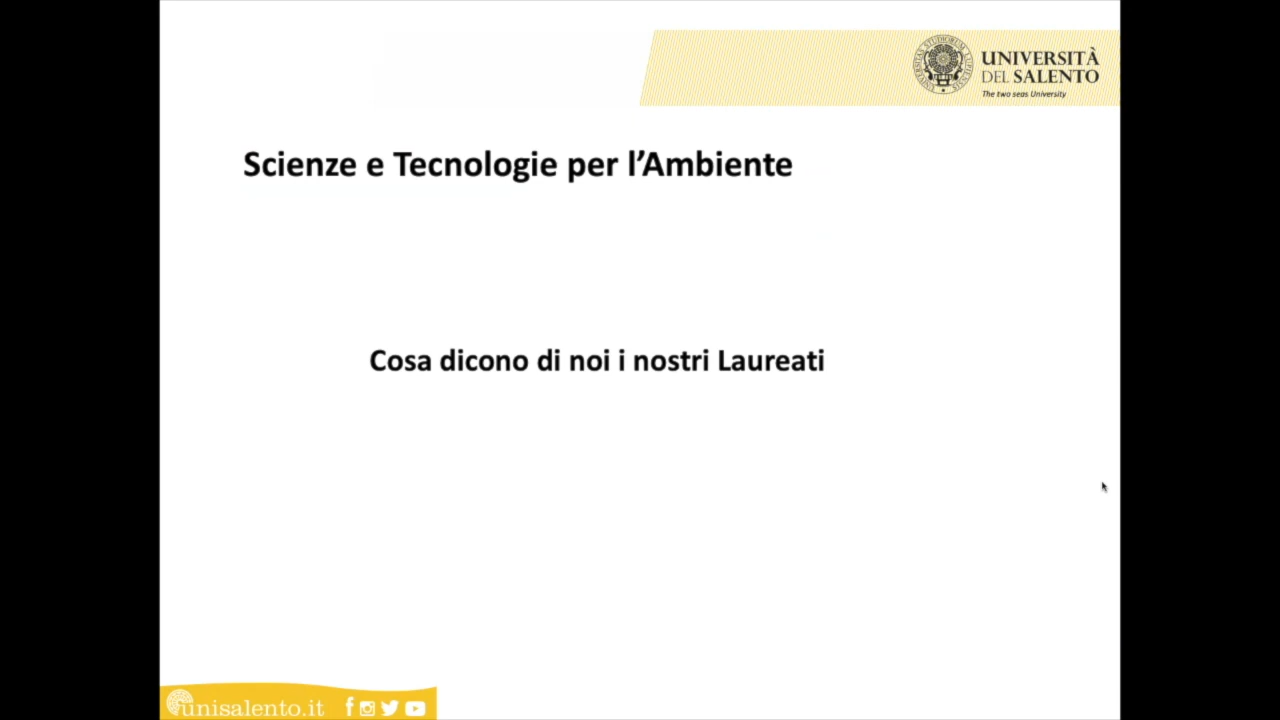 UNIVERSITÀ
DEL SALENTO
The two seas University
Scienze e Tecnologie per l’Ambiente
Cosa dicono di noi i nostri Laureati
unisalento.it